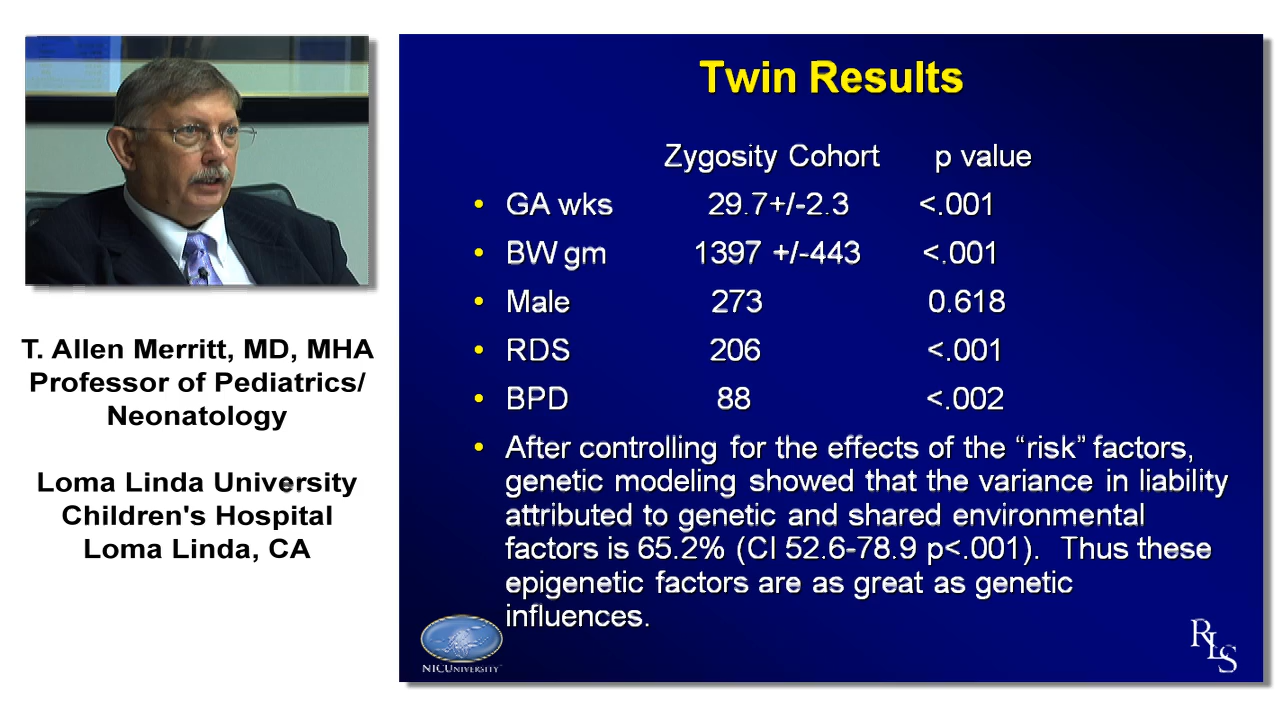 T. Allen Merritt, MD, MHA
Professor of Pediatrics/
Neonatology
Loma Linda University
Children's Hospital
Loma Linda, CA
Twin Results
Zygosity Cohort p value
• GA wks 29.7+/-2.3 <.001
• BW gm 1397 +/-443 <.001
• Male 273 0.618
• RDS 206 <.001
• BPD 88 <.002
• After controlling for the effects of the “risk” factors,
genetic modeling showed that the variance in liability
attributed to genetic and shared environmental
factors is 65.2% (CI 52.6-78.9 p<.001). Thus these
epigenetic factors are as great as genetic
influences.
NICUNIVERSITY
RLS